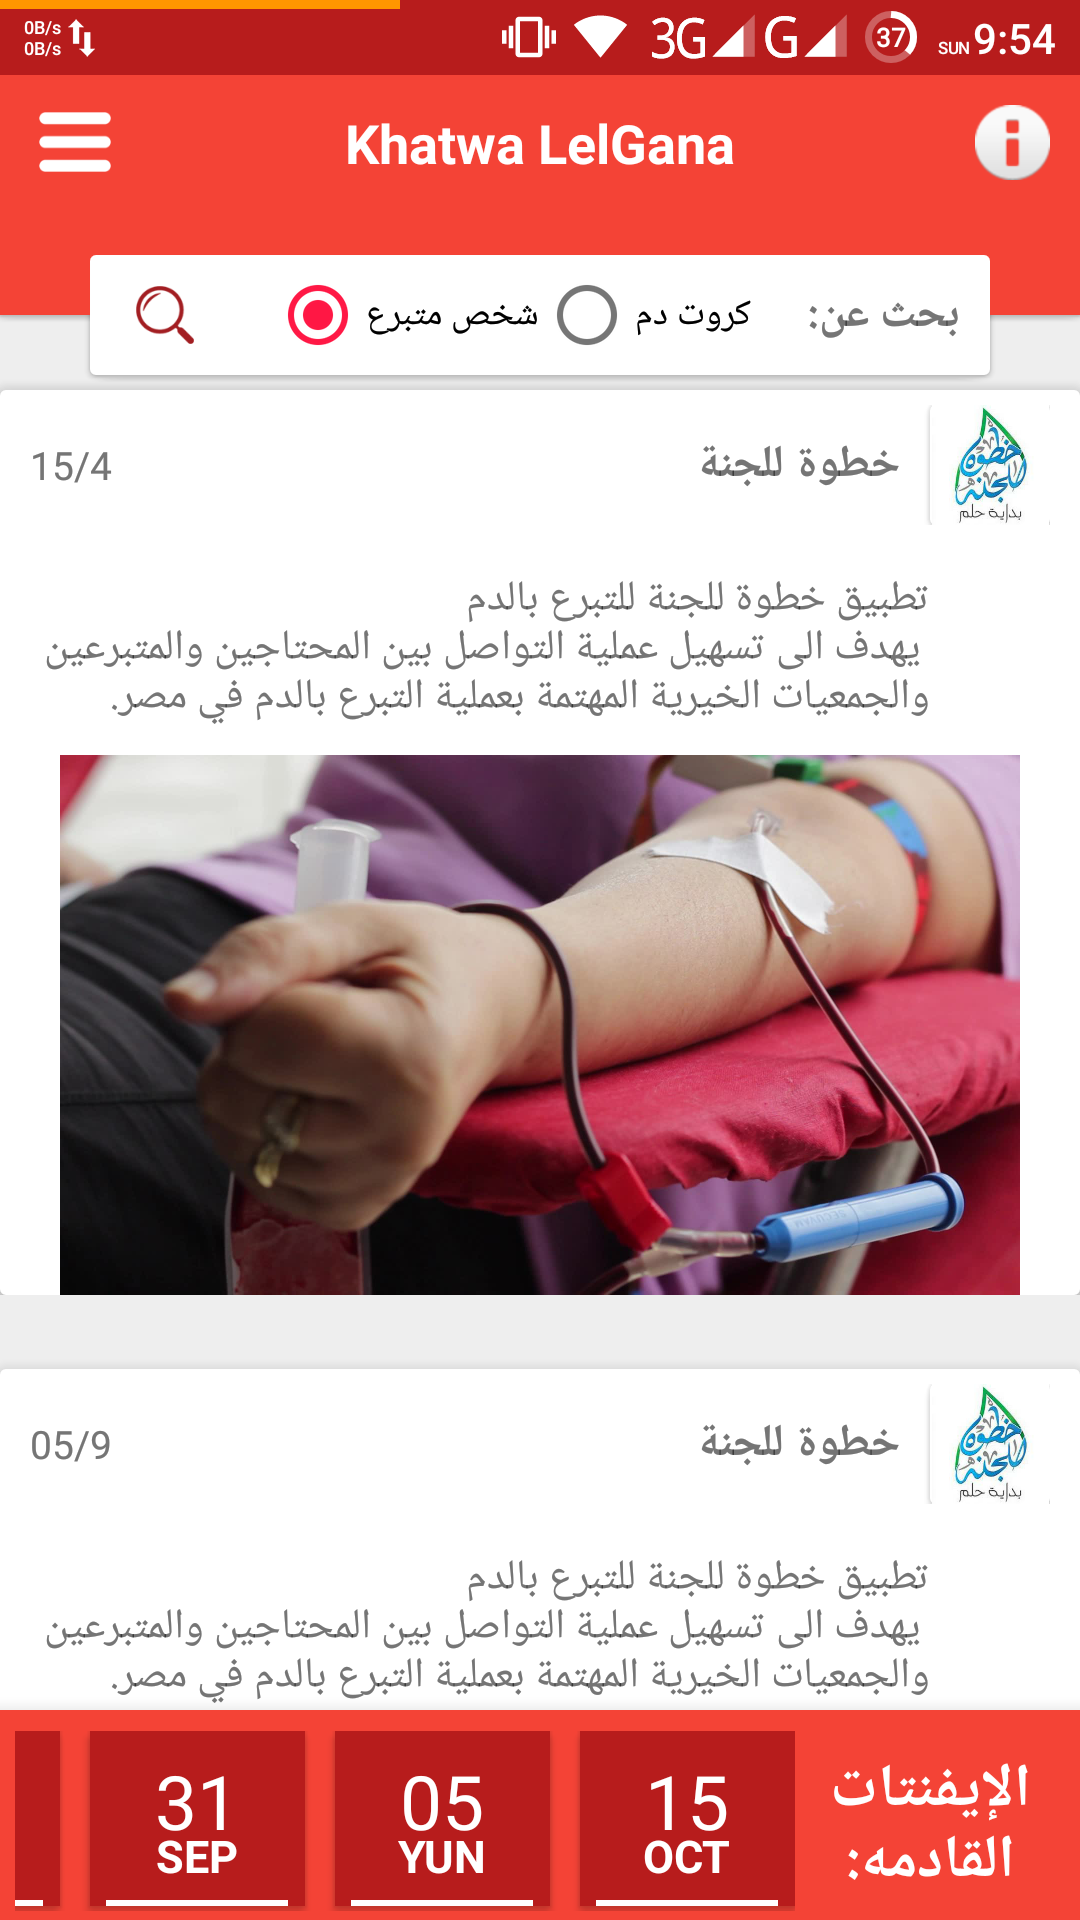 0B/s
0B/s
3G G 37 SUN 9:54
Khatwa LelGana
بحث عن: كروت دم شخص متبرع
خطوة للجنة
15/4
خطوة
للجنه
بداية حلم
تطبيق خطوة للجنة للتبرع بالدم
يهدف الى تسهيل عملية التواصل بين المحتاجين والمتبرعين
والجمعيات الخيرية المهتمة بعملية التبرع بالدم في مصر.
خطوة للجنة
05/9
خطوة
للجنه
بداية حلم
تطبيق خطوة للجنة للتبرع بالدم
يهدف الى تسهيل عملية التواصل بين المحتاجين والمتبرعين
والجمعيات الخيرية المهتمة بعملية التبرع بالدم في مصر.
الإيفنتات
القادمه:
15
OCT
05
YUN
31
SEP